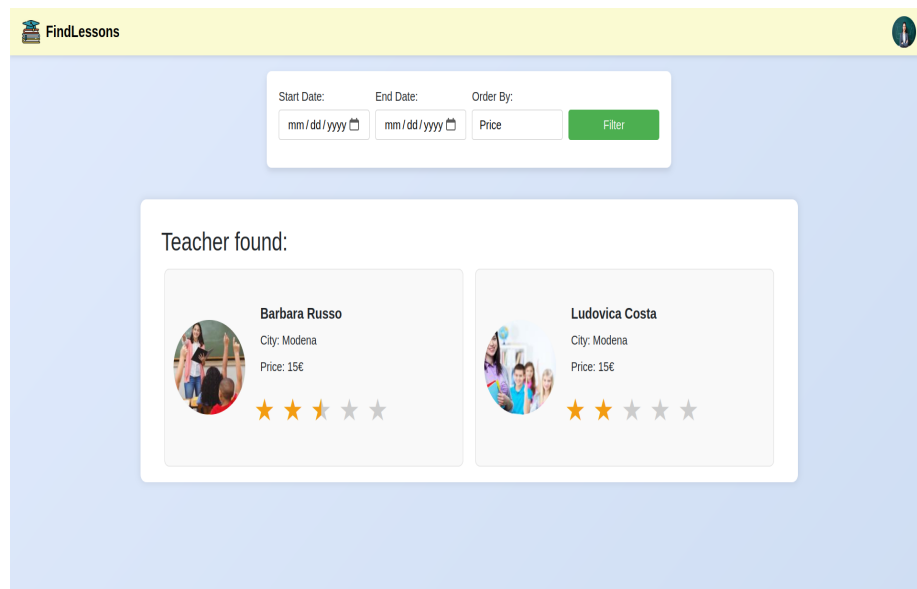 FindLessons
Start Date: End Date: Order By:
mm/dd/yyyy mm/dd/yyyy Price Filter
Teacher found:
Barbara Russo
City: Modena
Price: 15€
Ludovica Costa
City: Modena
Price: 15€